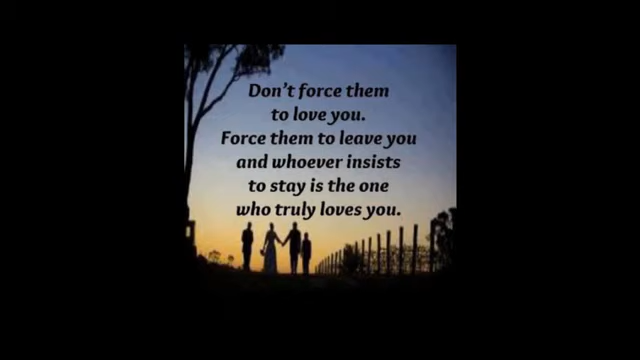 Don't force them
to love you.
Force them to leave you
and whoever insists
to stay is the one
who truly loves you.